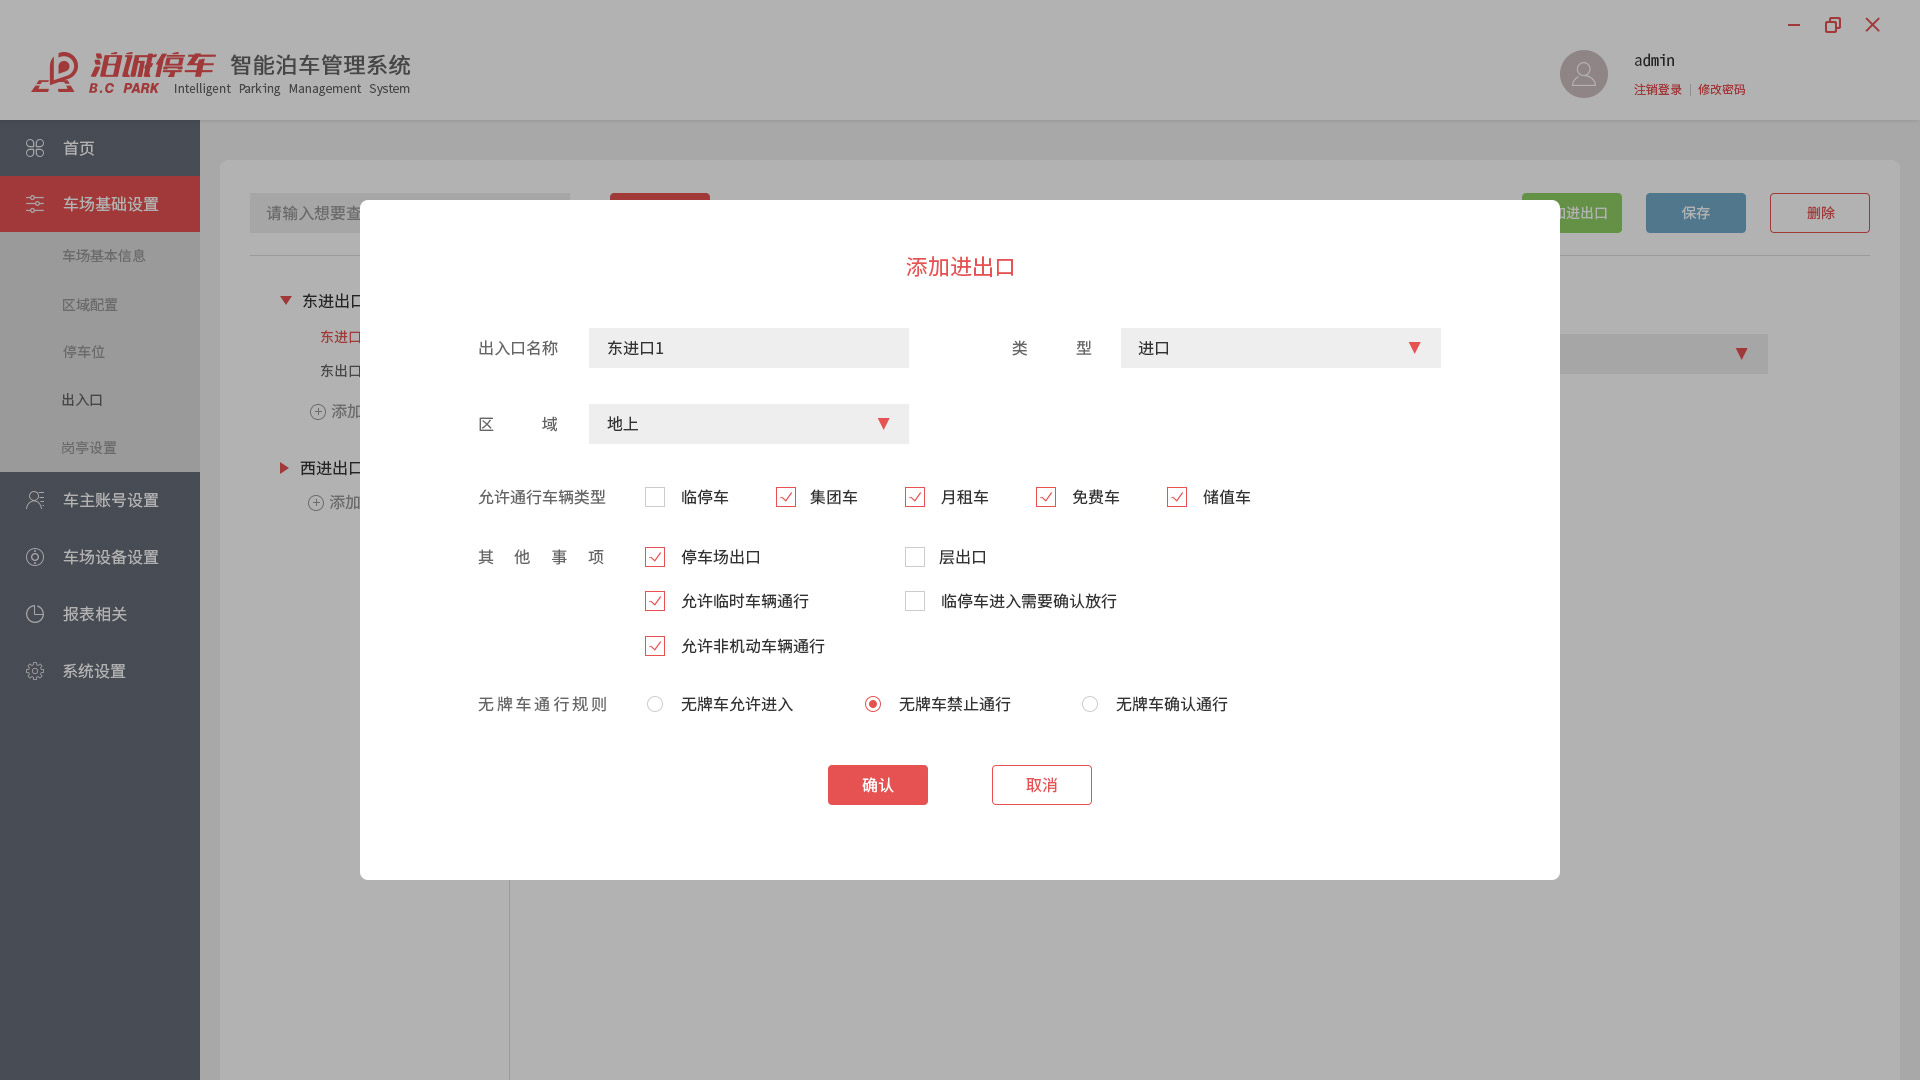 泊诚停车 智能泊车管理系统
B.C PARK Intelligent Parking Management System
admin
注销登录 | 修改密码
首页
车场基础设置
车场基本信息
区域配置
停车位
出入口
岗亭设置
车主账号设置
车场设备设置
报表相关
系统设置
请输入想要查
加进出口 保存 删除
东进出口
东进口
东出口
添加
西进出口
添加
添加进出口
出入口名称 东进口1 类 型 进口
区 域 地上
允许通行车辆类型 临停车 集团车 月租车 免费车 储值车
其 他 事 项 停车场出口 层出口
允许临时车辆通行 临停车进入需要确认放行
允许非机动车辆通行
无牌车通行规则 无牌车允许进入 无牌车禁止通行 无牌车确认通行
确认 取消